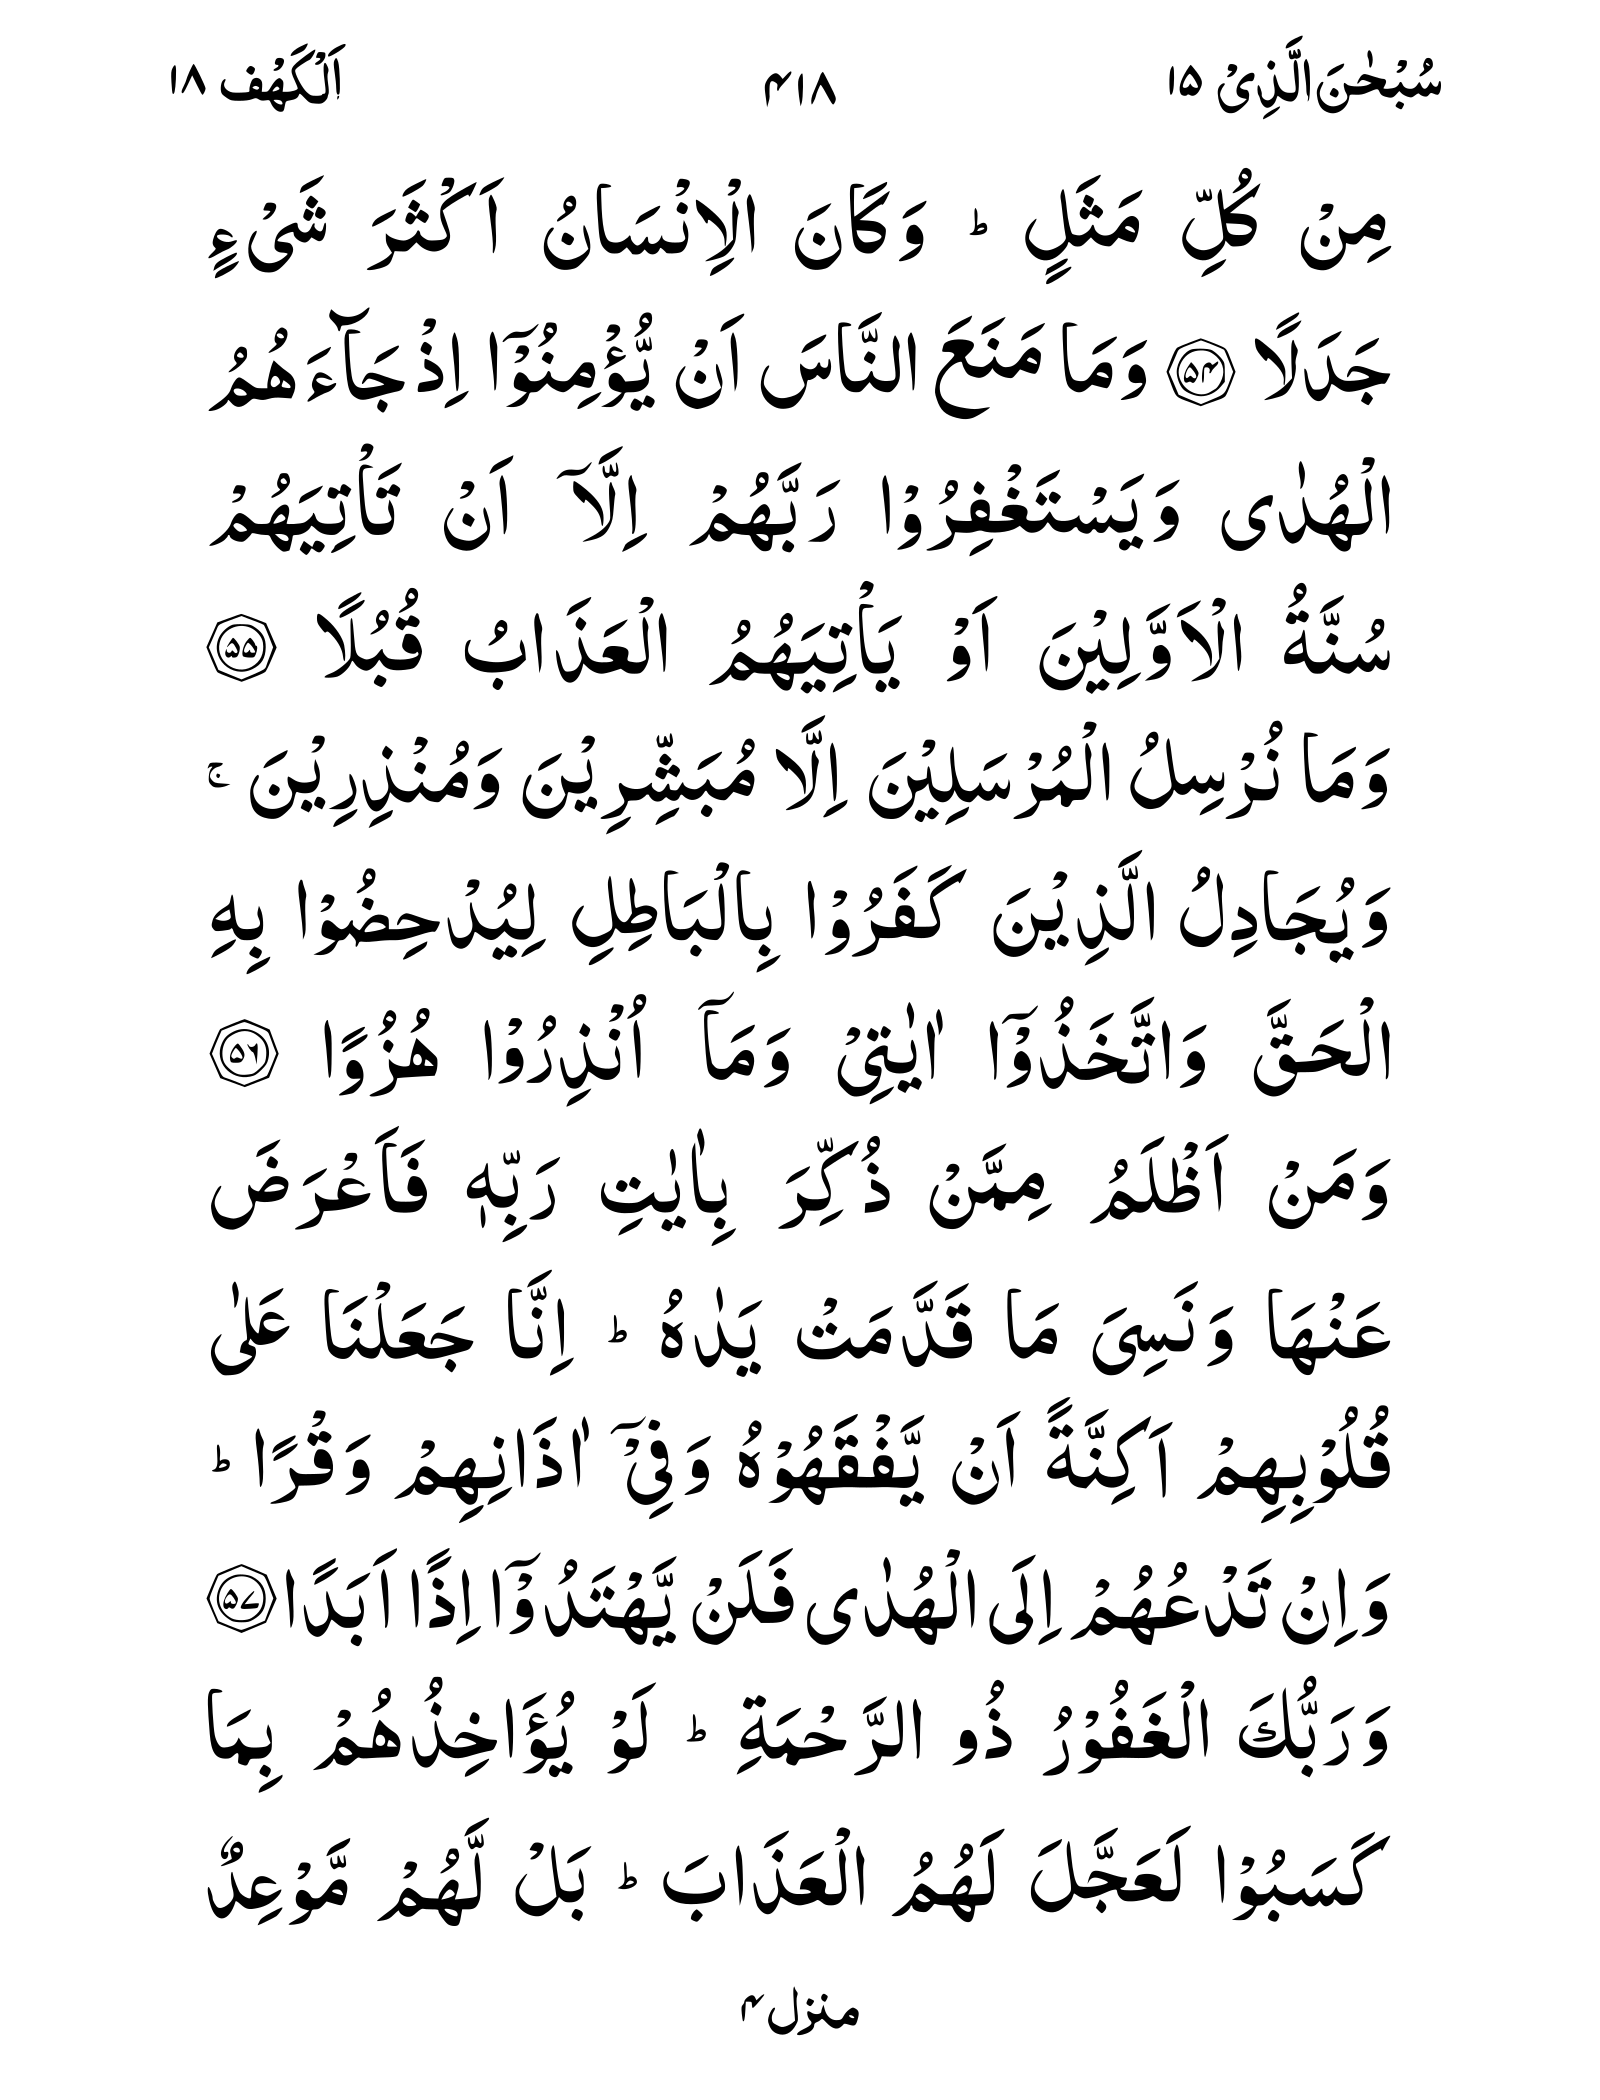 سُبْحٰنَ الَّذِیْ ۱۵ ۴۱۸ اَلْکَهْف ۱۸
مِنْ كُلِّ مَثَلٍ ؕ وَكَانَ الْاِنْسَانُ اَكْثَرَ شَیْءٍ
جَدَلًا ۝۵۴ وَمَا مَنَعَ النَّاسَ اَنْ یُّؤْمِنُوْۤا اِذْ جَآءَهُمُ
الْهُدٰی وَیَسْتَغْفِرُوْا رَبَّهُمْ اِلَّاۤ اَنْ تَاْتِیَهُمْ
سُنَّةُ الْاَوَّلِیْنَ اَوْ یَاْتِیَهُمُ الْعَذَابُ قُبُلًا ۝۵۵
وَمَا نُرْسِلُ الْمُرْسَلِیْنَ اِلَّا مُبَشِّرِیْنَ وَمُنْذِرِیْنَ ۚ
وَیُجَادِلُ الَّذِیْنَ كَفَرُوْا بِالْبَاطِلِ لِیُدْحِضُوْا بِهِ
الْحَقَّ وَاتَّخَذُوْۤا اٰیٰتِیْ وَمَاۤ اُنْذِرُوْا هُزُوًا ۝۵۶
وَمَنْ اَظْلَمُ مِمَّنْ ذُكِّرَ بِاٰیٰتِ رَبِّهٖ فَاَعْرَضَ
عَنْهَا وَنَسِیَ مَا قَدَّمَتْ یَدٰهُ ؕ اِنَّا جَعَلْنَا عَلٰی
قُلُوْبِهِمْ اَكِنَّةً اَنْ یَّفْقَهُوْهُ وَفِیْۤ اٰذَانِهِمْ وَقْرًا ؕ
وَاِنْ تَدْعُهُمْ اِلَی الْهُدٰی فَلَنْ یَّهْتَدُوْۤا اِذًا اَبَدًا ۝۵۷
وَرَبُّكَ الْغَفُوْرُ ذُو الرَّحْمَةِ ؕ لَوْ یُؤَاخِذُهُمْ بِمَا
كَسَبُوْا لَعَجَّلَ لَهُمُ الْعَذَابَ ؕ بَلْ لَّهُمْ مَّوْعِدٌ
منزل ۴